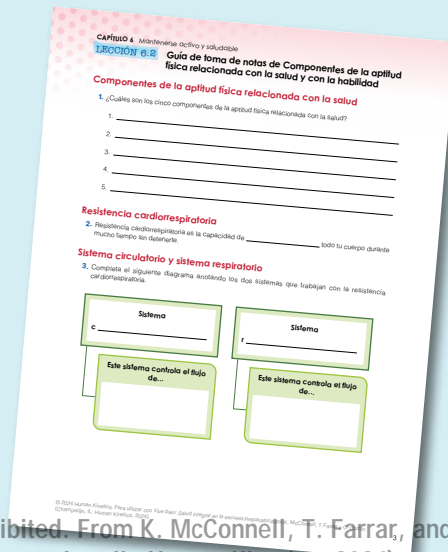 CAPÍTULO 6 Mantenerse activo y saludable
LECCIÓN 6.2 Guía de toma de notas de Componentes de la aptitud
física relacionada con la salud y con la habilidad
Componentes de la aptitud física relacionada con la salud
1. ¿Cuáles son los cinco componentes de la aptitud física relacionada con la salud?
1.
2.
3.
4.
5.
Resistencia cardiorrespiratoria
2. Resistencia cardiorrespiratoria es la capacidad de todo tu cuerpo durante
mucho tiempo sin detenerte.
Sistema circulatorio y sistema respiratorio
3. Completa el siguiente diagrama anotando los dos sistemas que trabajan con la resistencia
cardiorrespiratoria.
Sistema
c
Este sistema controla el flujo
de...
Sistema
r
Este sistema controla el flujo
de...
3
ibited. From K. McConnell, T. Farrar, and